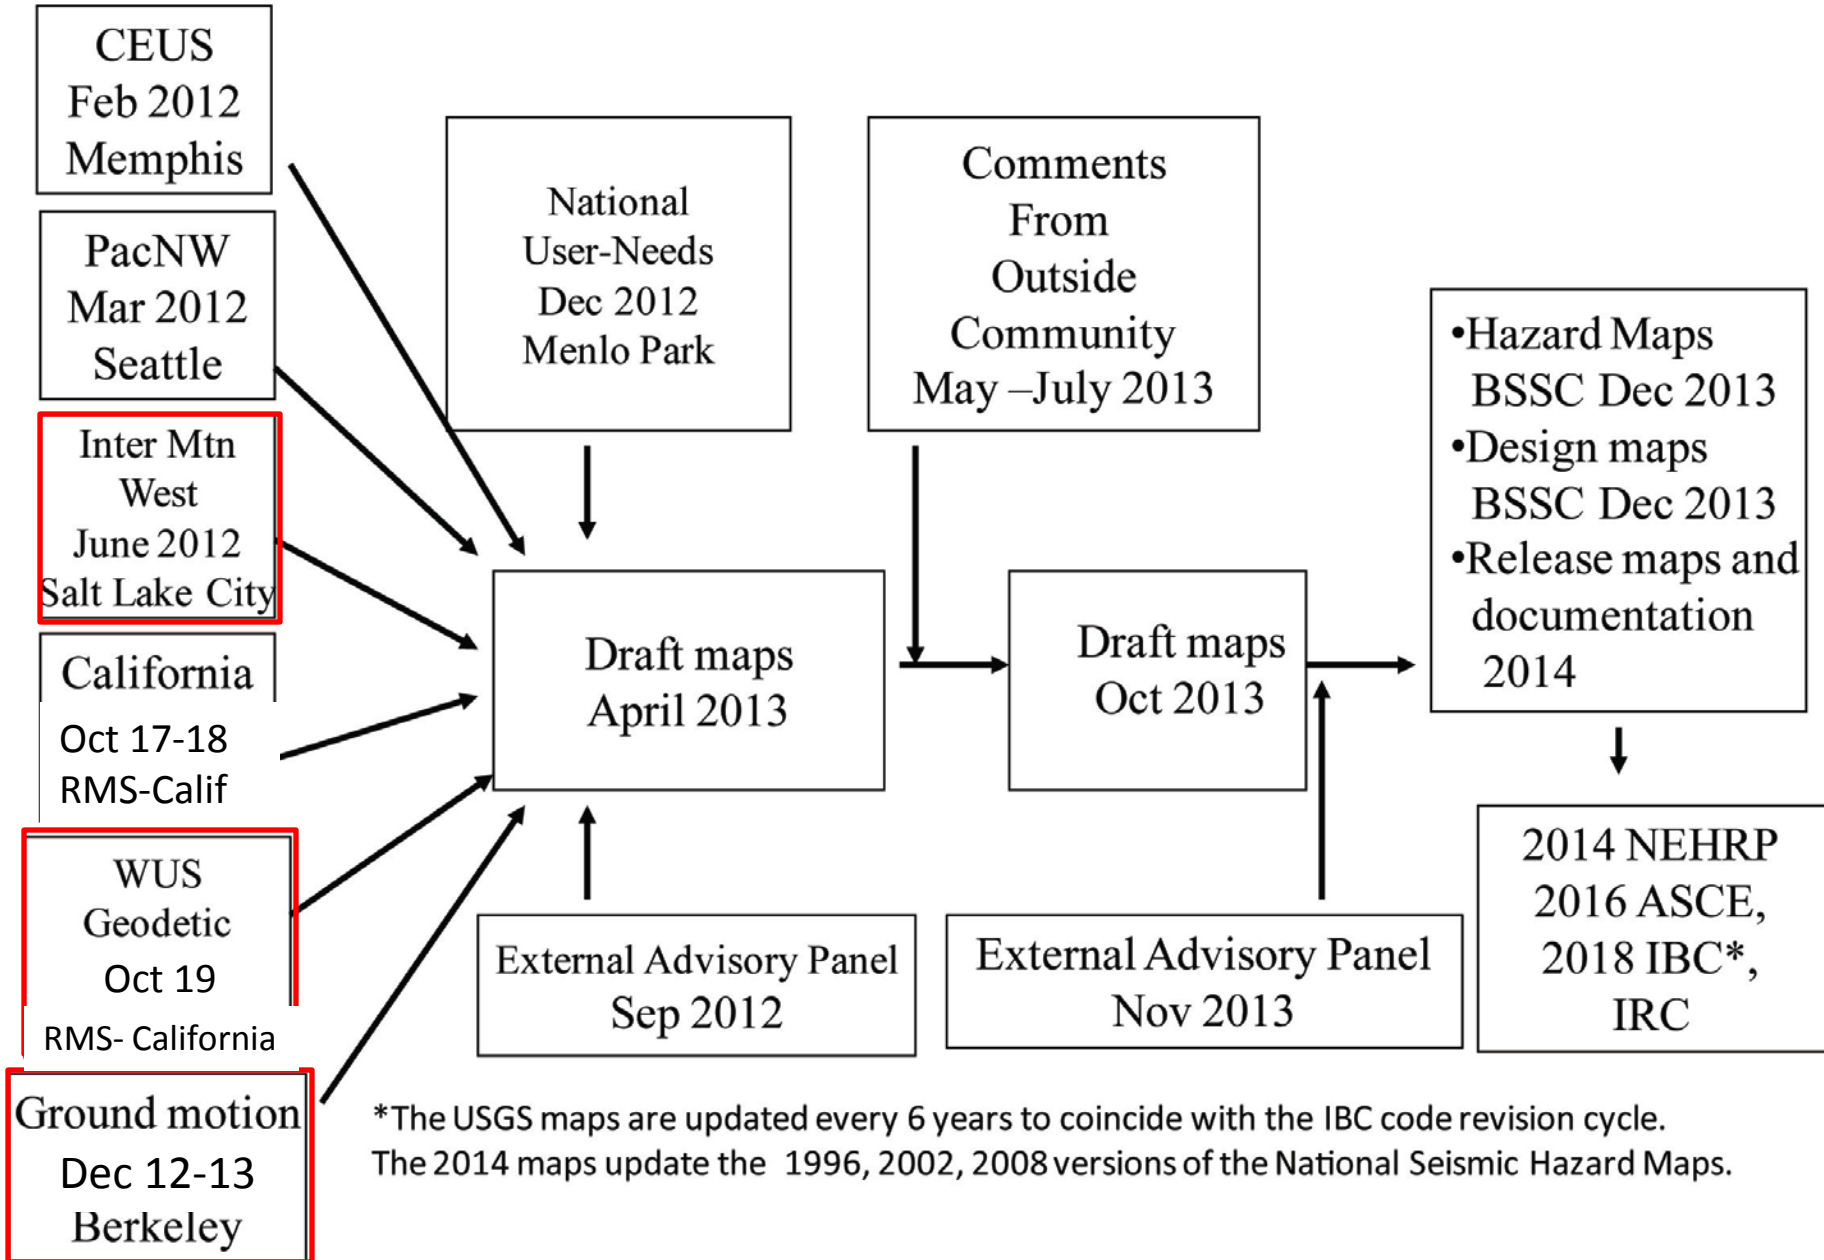 CEUS
Feb 2012
Memphis
PacNW
Mar 2012
Seattle
Inter Mtn
West
June 2012
Salt Lake City
California
Oct 17-18
RMS-Calif
WUS
Geodetic
Oct 19
RMS- California
Ground motion
Dec 12-13
Berkeley
National
User-Needs
Dec 2012
Menlo Park
Comments
From
Outside
Community
May –July 2013
Draft maps
April 2013
External Advisory Panel
Sep 2012
Draft maps
Oct 2013
External Advisory Panel
Nov 2013
•Hazard Maps
BSSC Dec 2013
•Design maps
BSSC Dec 2013
•Release maps and
documentation
2014
2014 NEHRP
2016 ASCE,
2018 IBC*,
IRC
*The USGS maps are updated every 6 years to coincide with the IBC code revision cycle.
The 2014 maps update the 1996, 2002, 2008 versions of the National Seismic Hazard Maps.